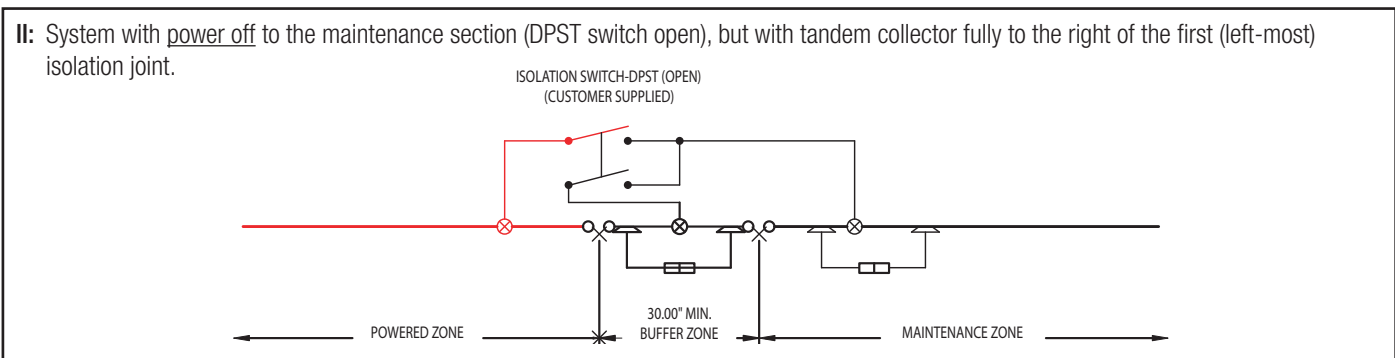 II: System with power off to the maintenance section (DPST switch open), but with tandem collector fully to the right of the first (left-most)
isolation joint.
ISOLATION SWITCH-DPST (OPEN)
(CUSTOMER SUPPLIED)
POWERED ZONE
30.00" MIN.
BUFFER ZONE
MAINTENANCE ZONE